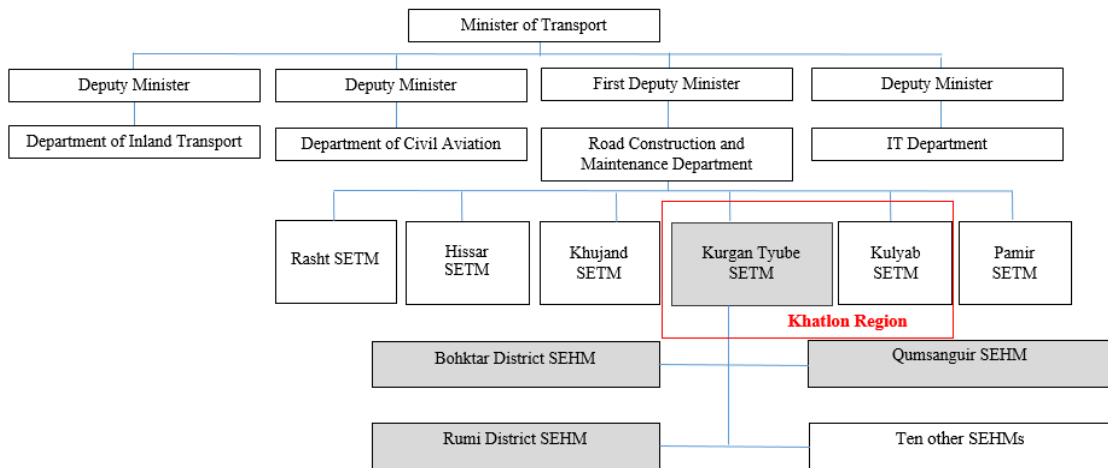 Minister of Transport
Deputy Minister
Deputy Minister
First Deputy Minister
Deputy Minister
Department of Inland Transport
Department of Civil Aviation
Road Construction and
Maintenance Department
IT Department
Rasht SETM
Hissar
SETM
Khujand
SETM
Kurgan Tyube
SETM
Kulyab
SETM
Pamir
SETM
Khatlon Region
Bohktar District SEHM
Qumsanguir SEHM
Rumi District SEHM
Ten other SEHMs